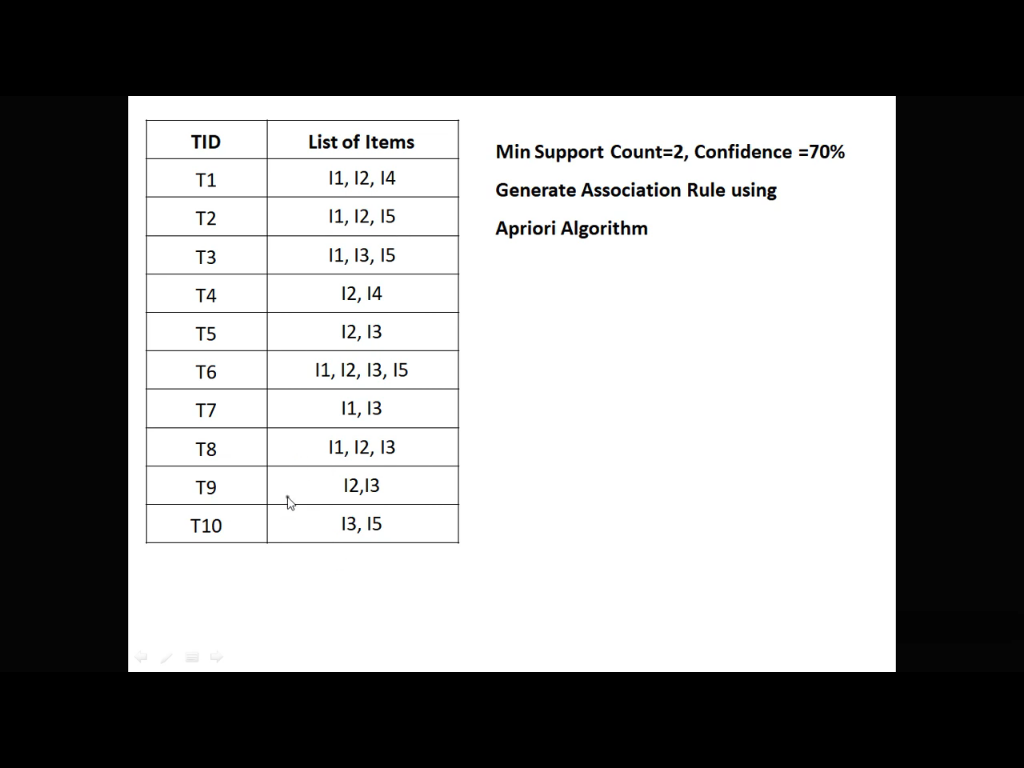 TID List of Items
T1 I1, I2, I4
T2 I1, I2, I5
T3 I1, I3, I5
T4 I2, I4
T5 I2, I3
T6 I1, I2, I3, I5
T7 I1, I3
T8 I1, I2, I3
T9 I2,I3
T10 I3, I5
Min Support Count=2, Confidence =70%
Generate Association Rule using
Apriori Algorithm